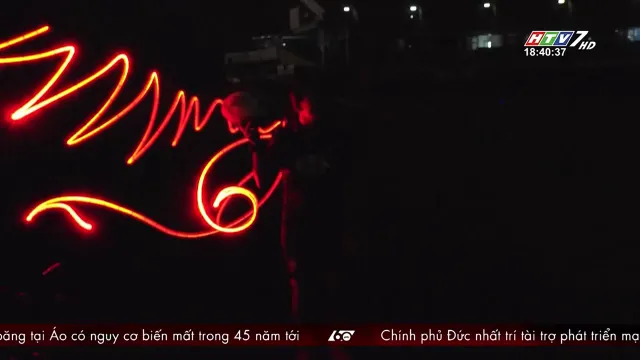 HTV7 HD
18:40:37
băng tại Áo có nguy cơ biến mất trong 45 năm tới 60 Chính phủ Đức nhất trí tài trợ phát triển